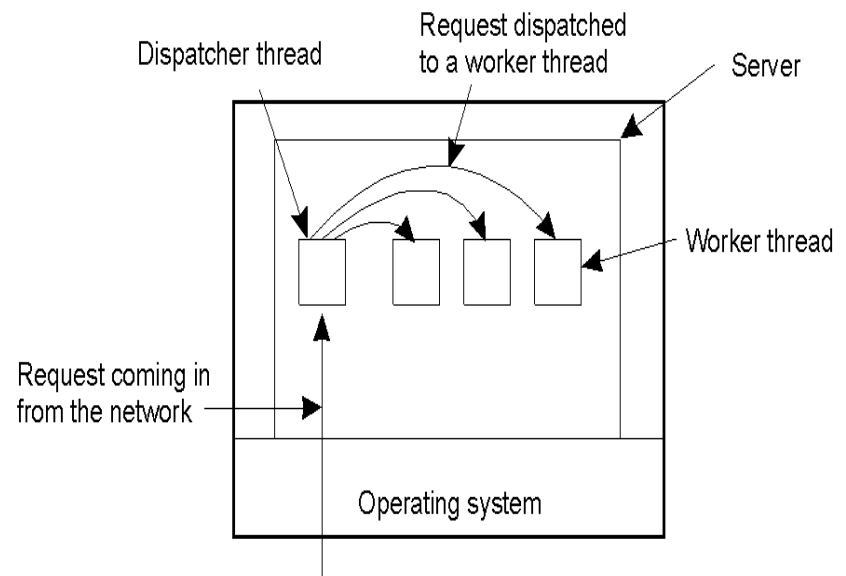 Request dispatched
to a worker thread
Dispatcher thread
Server
Worker thread
Request coming in
from the network
Operating system